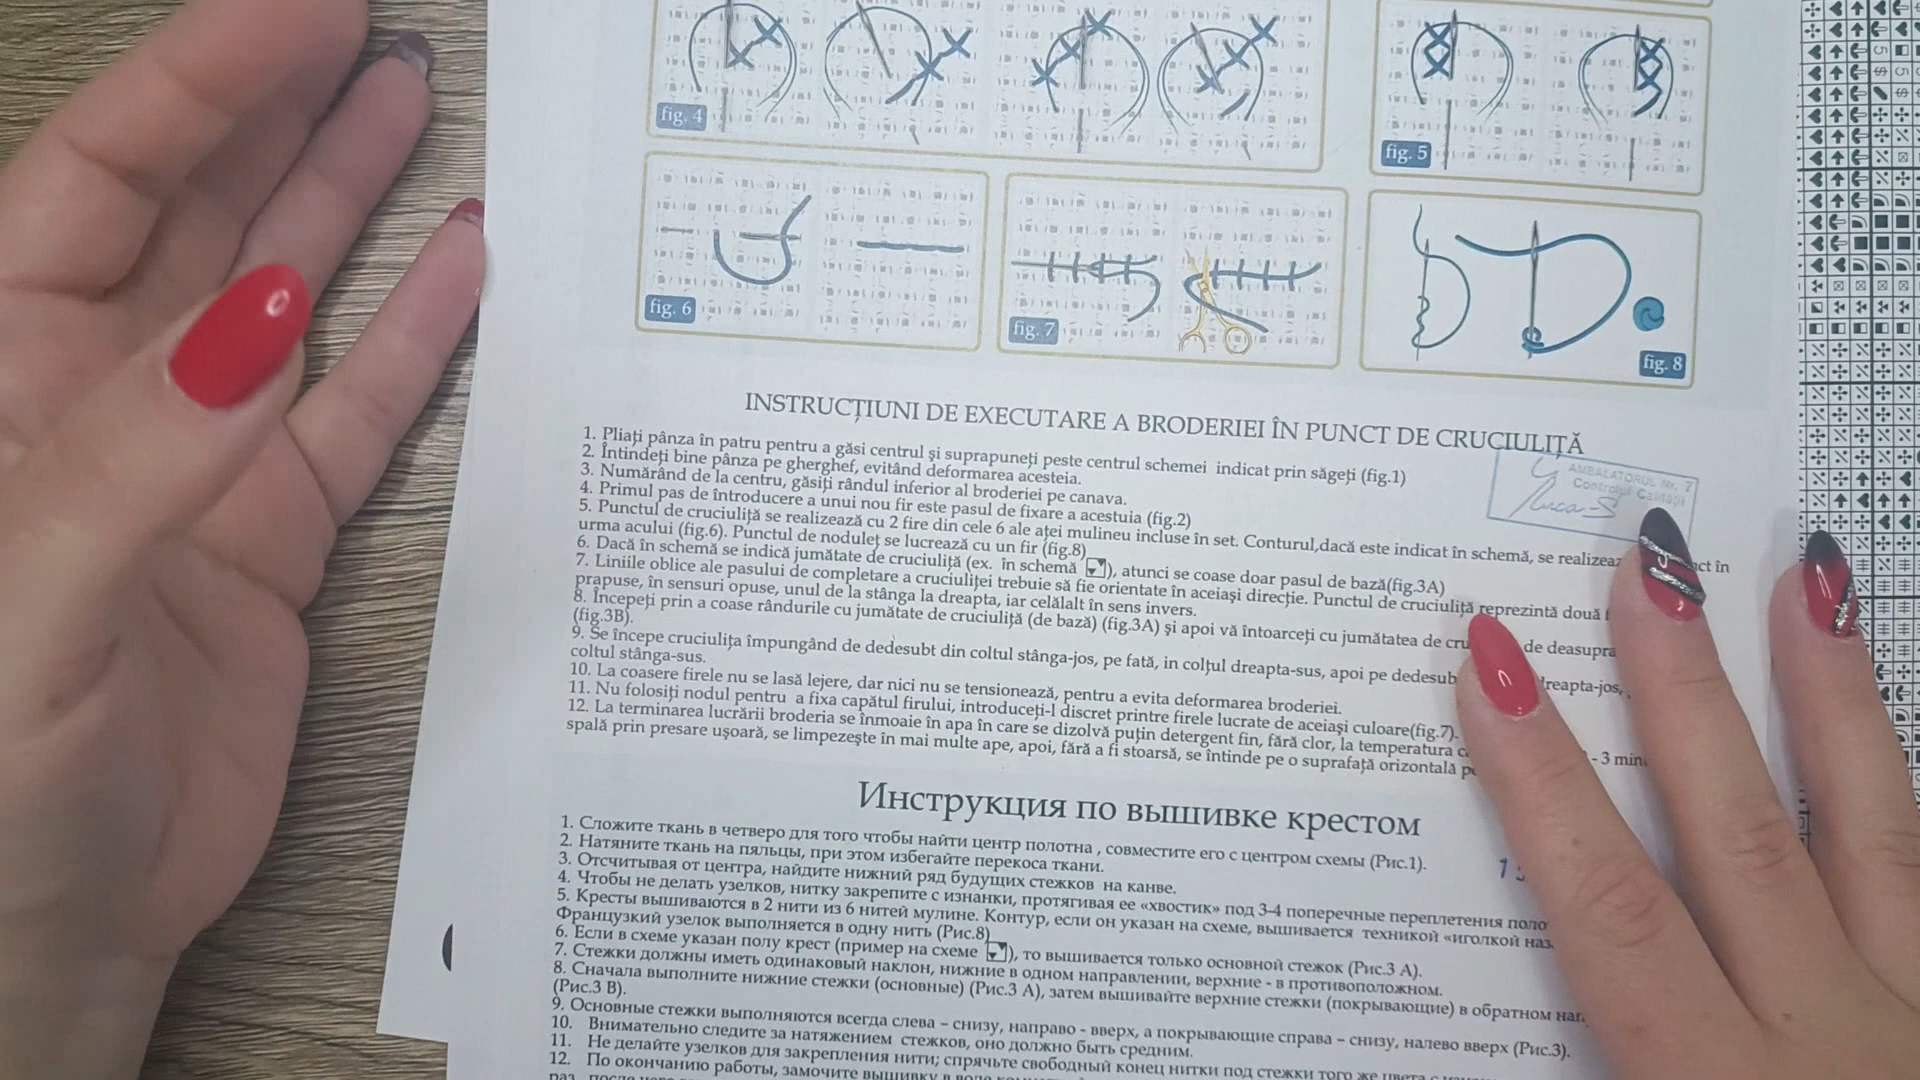 fig. 4
fig. 5
fig. 6
fig. 7
fig. 8
INSTRUCȚIUNI DE EXECUTARE A BRODERIEI ÎN PUNCT DE CRUCIULIȚĂ
1. Pliați pânza în patru pentru a găsi centrul și suprapuneți peste centrul schemei indicat prin săgeți (fig.1)
2. Întindeți bine pânza pe gherghef, evitând deformarea acesteia.
3. Numărând de la centru, găsiți rândul inferior al broderiei pe canava.
4. Primul pas de întroducere a unui nou fir este pasul de fixare a acestuia (fig.2)
5. Punctul de cruciuliță se realizează cu 2 fire din cele 6 ale aței mulineu incluse în set. Conturul,dacă este indicat în schemă, se realizea
urma acului (fig.6). Punctul de noduleț se lucrează cu un fir (fig.8)
6. Dacă în schemă se indică jumătate de cruciuliță (ex. în schemă ), atunci se coase doar pasul de bază(fig.3A)
7. Liniile oblice ale pasului de completare a cruciuliței trebuie să fie orientate în aceiași direcție. Punctul de cruciuliță reprezintă două
prapuse, în sensuri opuse, unul de la stânga la dreapta, iar celălalt în sens invers.
8. Începeți prin a coase rândurile cu jumătate de cruciuliță (de bază) (fig.3A) și apoi vă întoarceți cu jumătatea de cru de deasupra
(fig.3B).
9. Se începe cruciulița împungând de dedesubt din coltul stânga-jos, pe fată, in colțul dreapta-sus, apoi pe dedesub reapta-jos,
coltul stânga-sus.
10. La coasere firele nu se lasă lejere, dar nici nu se tensionează, pentru a evita deformarea broderiei.
11. Nu folosiți nodul pentru a fixa capătul firului, introduceți-l discret printre firele lucrate de aceiași culoare(fig.7).
12. La terminarea lucrării broderia se înmoaie în apa în care se dizolvă puțin detergent fin, fără clor, la temperatura c - 3 min
spală prin presare ușoară, se limpezește în mai multe ape, apoi, fără a fi stoarsă, se întinde pe o suprafață orizontală p
AMBALATORUL Nr. 7
Controlul Calității
Luca-S
Инструкция по вышивке крестом
1. Сложите ткань в четверо для того чтобы найти центр полотна , совместите его с центром схемы (Рис.1).
2. Натяните ткань на пяльцы, при этом избегайте перекоса ткани.
3. Отсчитывая от центра, найдите нижний ряд будущих стежков на канве.
4. Чтобы не делать узелков, нитку закрепите с изнанки, протягивая ее «хвостик» под 3-4 поперечные переплетения поло
5. Кресты вышиваются в 2 нити из 6 нитей мулине. Контур, если он указан на схеме, вышивается техникой «иголкой наз
Французкий узелок выполняется в одну нить (Рис.8)
6. Если в схеме указан полу крест (пример на схеме ), то вышивается только основной стежок (Рис.3 А).
7. Стежки должны иметь одинаковый наклон, нижние в одном направлении, верхние - в противоположном.
8. Сначала выполните нижние стежки (основные) (Рис.3 А), затем вышивайте верхние стежки (покрывающие) в обратном нап
(Рис.3 В).
9. Основные стежки выполняются всегда слева – снизу, направо - вверх, а покрывающие справа – снизу, налево вверх (Рис.3).
10. Внимательно следите за натяжением стежков, оно должно быть средним.
11. Не делайте узелков для закрепления нити; спрячьте свободный конец нитки под стежки того же цвета
12. По окончанию работы, замочите вышивку в воде